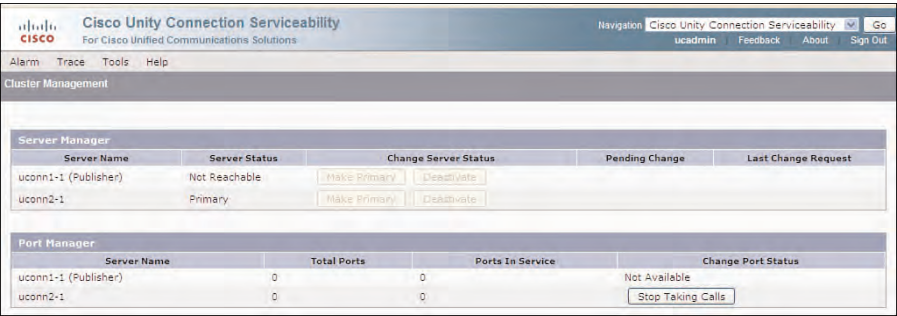 Cisco Unity Connection Serviceability
Navigation Cisco Unity Connection Serviceability Go
CISCO
For Cisco Unified Communications Solutions
ucadmin Feedback About Sign Out
Alarm Trace Tools Help
Cluster Management
Server Manager
Server Name Server Status Change Server Status Pending Change Last Change Request
uconn1-1 (Publisher) Not Reachable Make Primary Deactivate
uconn2-1 Primary Make Primary Deactivate
Port Manager
Server Name Total Ports Ports In Service Change Port Status
uconn1-1 (Publisher) 0 0 Not Available
uconn2-1 0 0 Stop Taking Calls